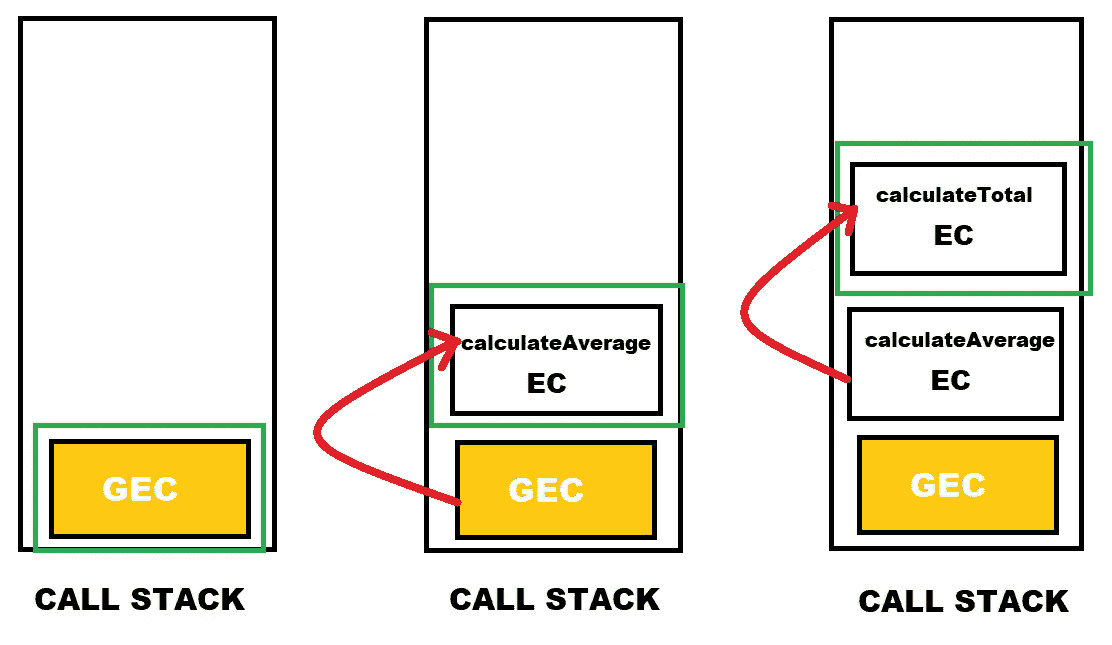 GEC
CALL STACK
calculateAverage
EC
GEC
CALL STACK
calculateTotal
EC
calculateAverage
EC
GEC
CALL STACK